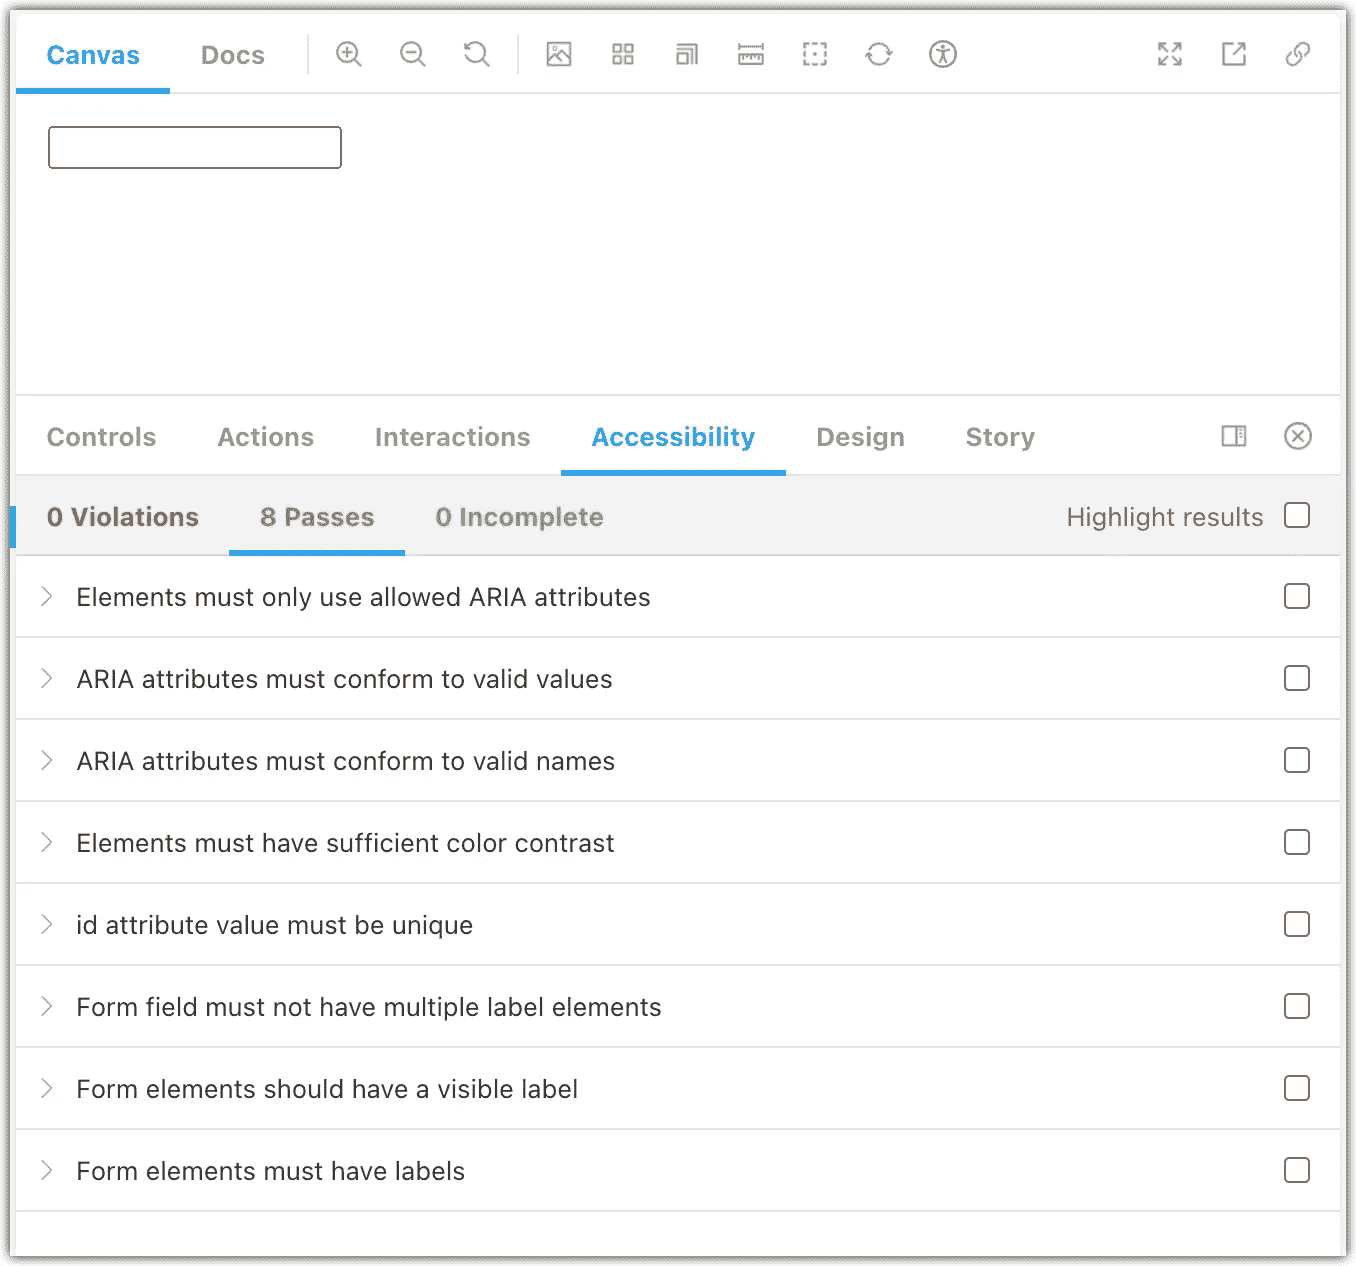 Canvas Docs
Controls Actions Interactions Accessibility Design Story
0 Violations 8 Passes 0 Incomplete Highlight results
Elements must only use allowed ARIA attributes
ARIA attributes must conform to valid values
ARIA attributes must conform to valid names
Elements must have sufficient color contrast
id attribute value must be unique
Form field must not have multiple label elements
Form elements should have a visible label
Form elements must have labels